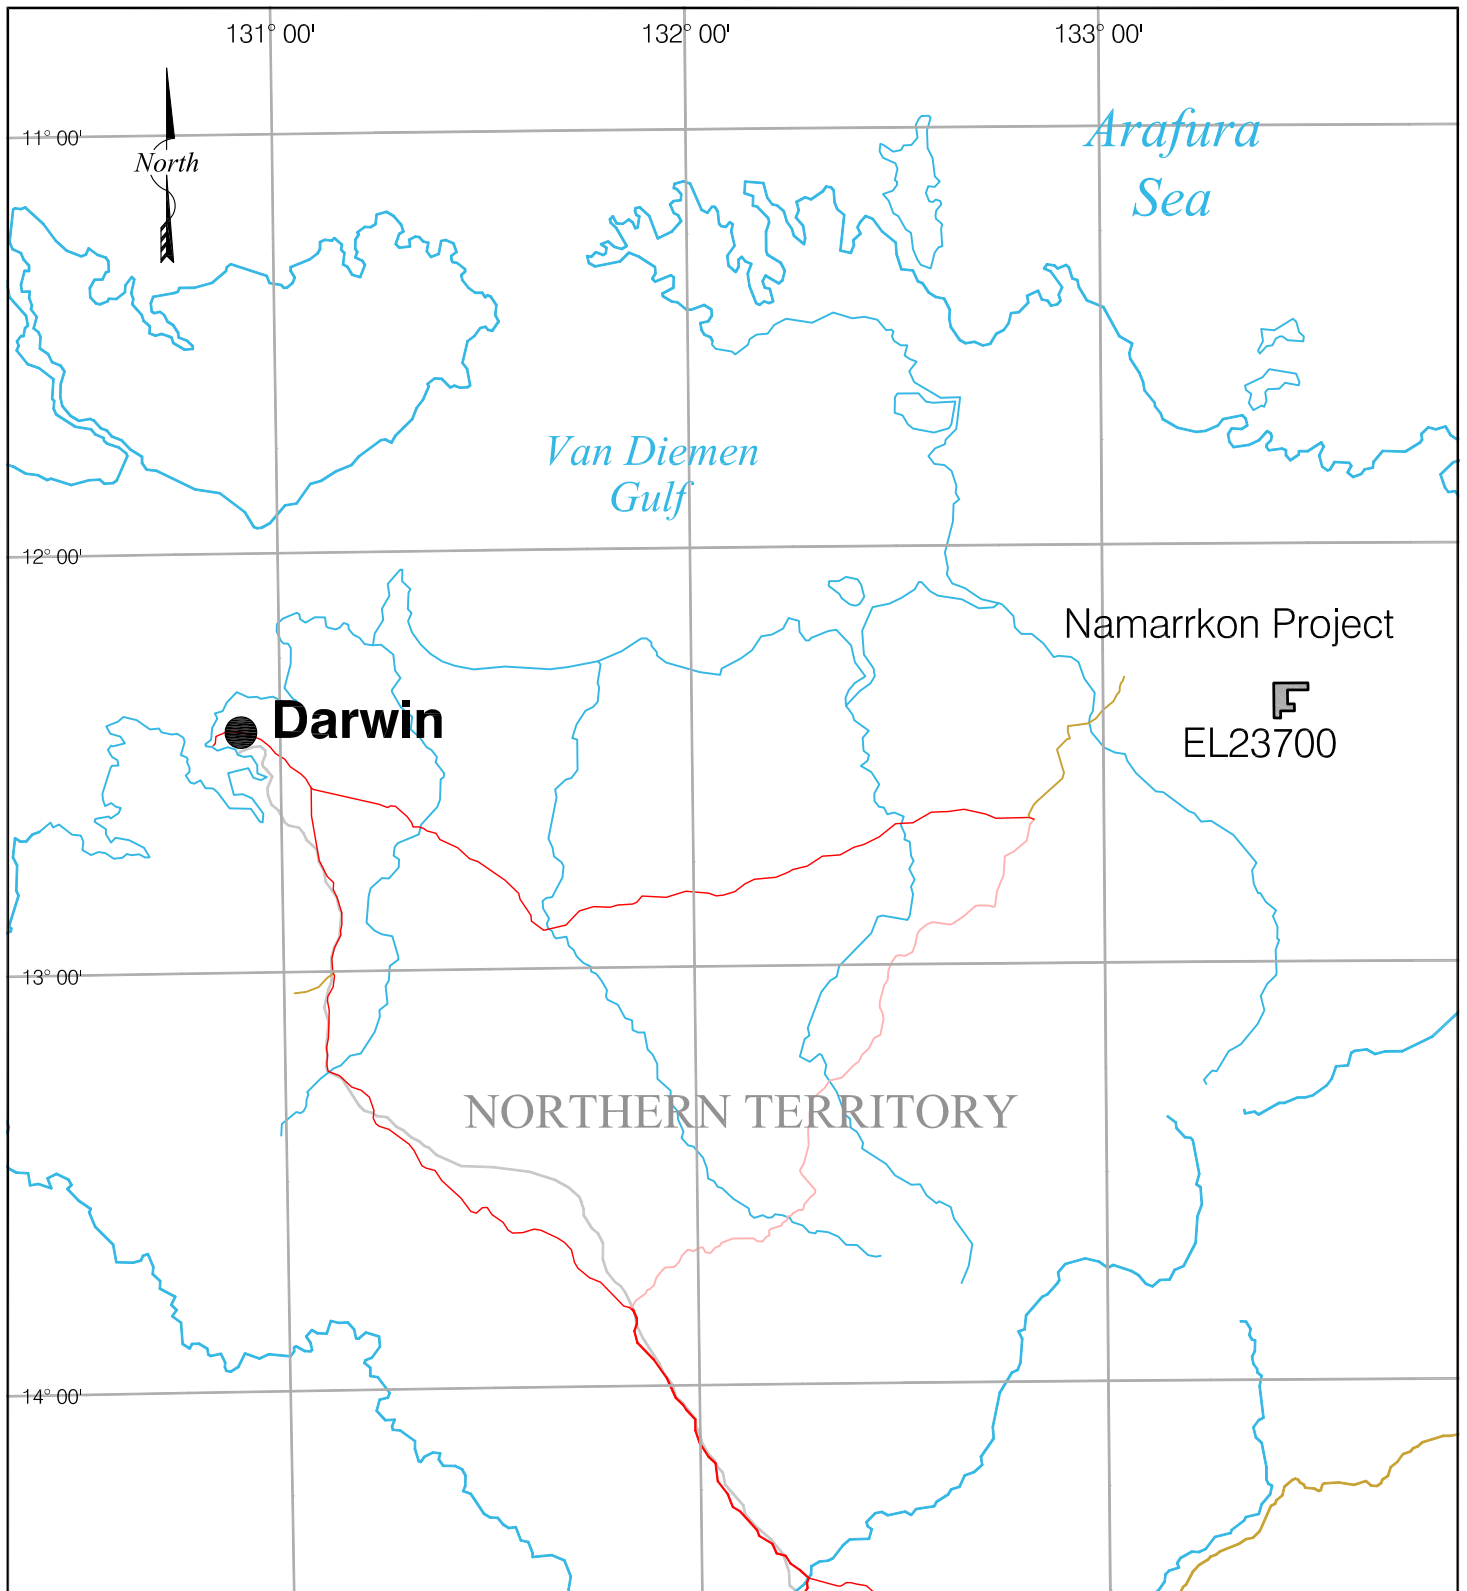 131° 00'
132° 00'
133° 00'
11° 00'
North
Arafura
Sea
Van Diemen
Gulf
12° 00'
Namarrkon Project
EL23700
Darwin
13° 00'
NORTHERN TERRITORY
14° 00'